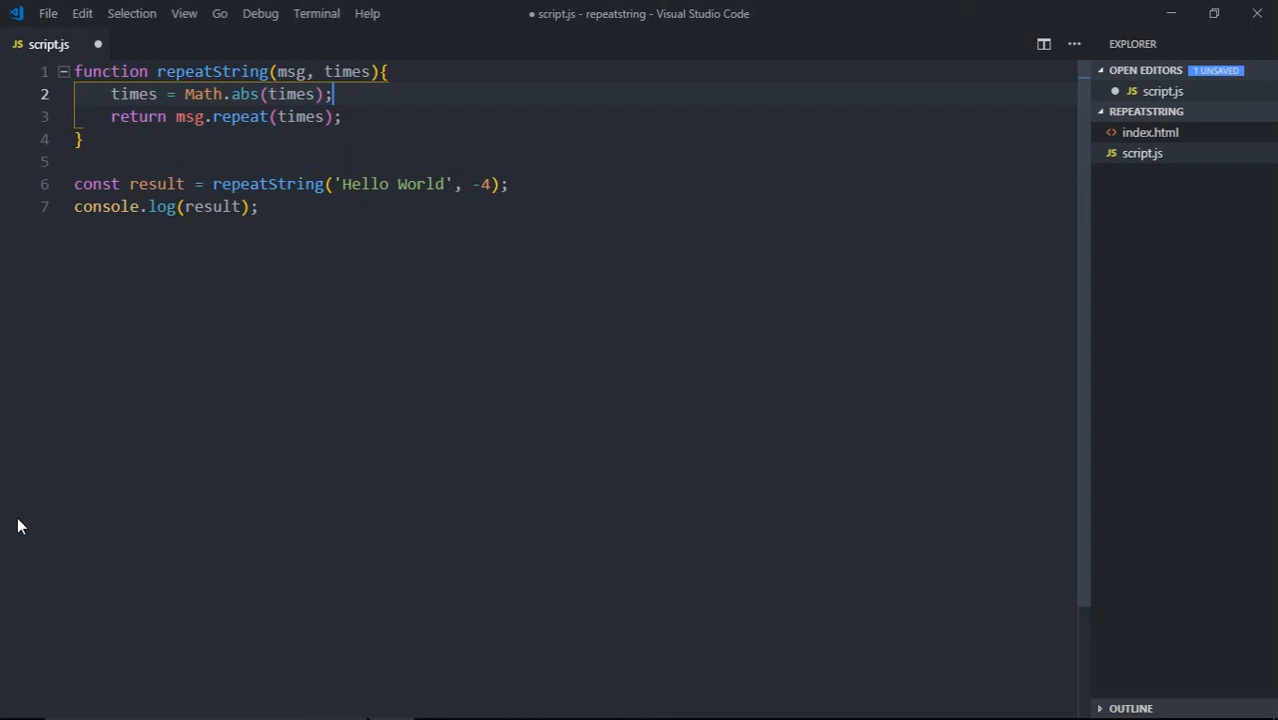 File Edit Selection View Go Debug Terminal Help ● script.js - repeatstring - Visual Studio Code
JS script.js ●
1 function repeatString(msg, times){
2 times = Math.abs(times);
3 return msg.repeat(times);
4 }
5
6 const result = repeatString('Hello World', -4);
7 console.log(result);
EXPLORER
OPEN EDITORS 1 UNSAVED
● JS script.js
REPEATSTRING
<> index.html
JS script.js
OUTLINE